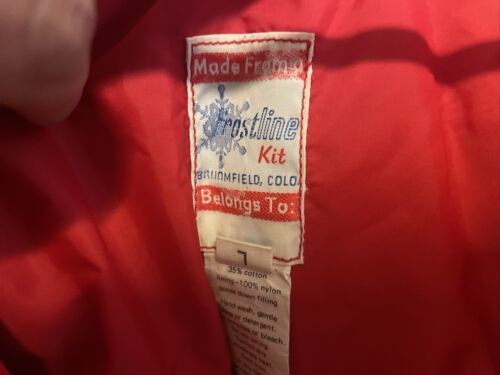 Made From a
Frostline
Kit
BROOMFIELD, COLO.
Belongs To:
7
35% cotton
lining—100% nylon
goose down filling
Hand wash, gentle
or detergent.
or bleach.